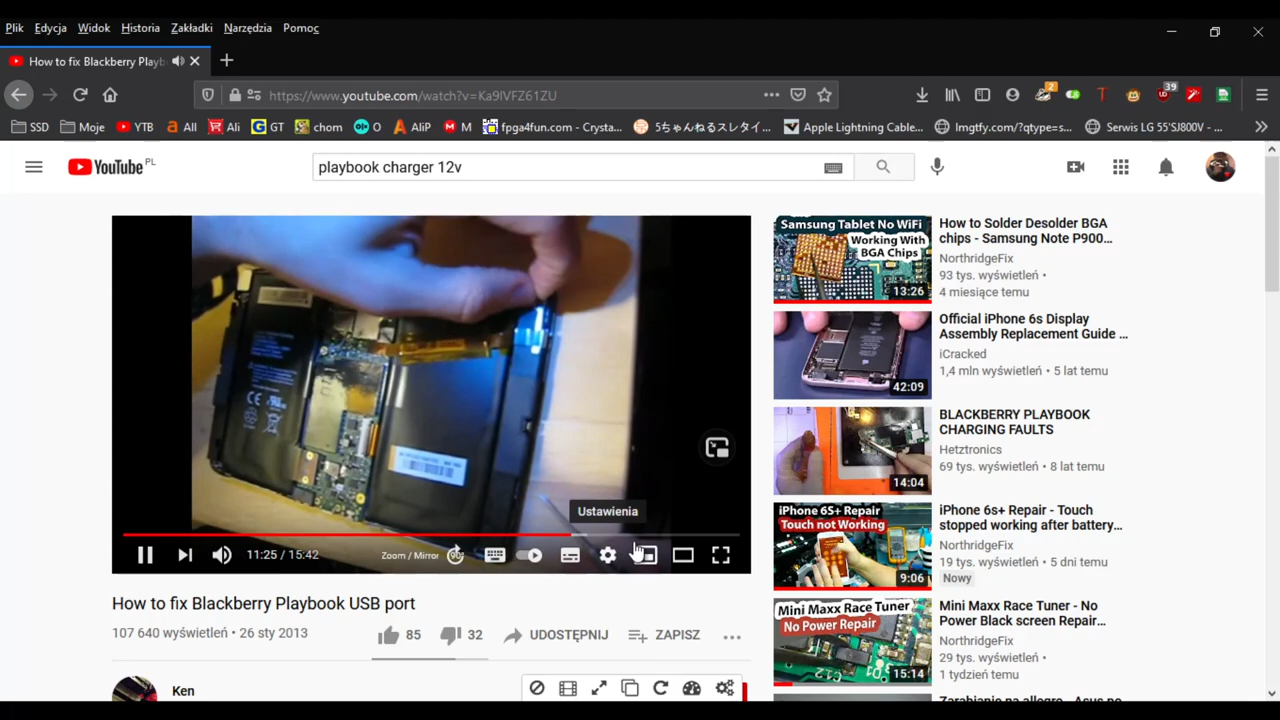 Plik Edycja Widok Historia Zakładki Narzędzia Pomoc
How to fix Blackberry Playb
https://www.youtube.com/watch?v=Ka9lVFZ61ZU
2
39
SSD Moje YTB All Ali GT chom O AliP M fpga4fun.com - Crysta... 5ちゃんねるスレタイ... Apple Lightning Cable... lmgtfy.com/?qtype=s... Serwis LG 55'SJ800V - ...
YouTube PL
playbook charger 12v
Ustawienia
11:25 / 15:42
Zoom / Mirror
90°
How to fix Blackberry Playbook USB port
107 640 wyświetleń • 26 sty 2013
85
32
UDOSTĘPNIJ
ZAPISZ
Ken
Samsung Tablet No WiFi
Working With
BGA Chips
13:26
How to Solder Desolder BGA
chips - Samsung Note P900...
NorthridgeFix
93 tys. wyświetleń •
4 miesiące temu
42:09
Official iPhone 6s Display
Assembly Replacement Guide ...
iCracked
1,4 mln wyświetleń • 5 lat temu
14:04
BLACKBERRY PLAYBOOK
CHARGING FAULTS
Hetztronics
69 tys. wyświetleń • 8 lat temu
iPhone 6S+ Repair
Touch not Working
9:06
iPhone 6s+ Repair - Touch
stopped working after battery...
NorthridgeFix
19 tys. wyświetleń • 5 dni temu
Nowy
Mini Maxx Race Tuner
No Power Repair
15:14
Mini Maxx Race Tuner - No
Power Black screen Repair...
NorthridgeFix
29 tys. wyświetleń •
1 tydzień temu